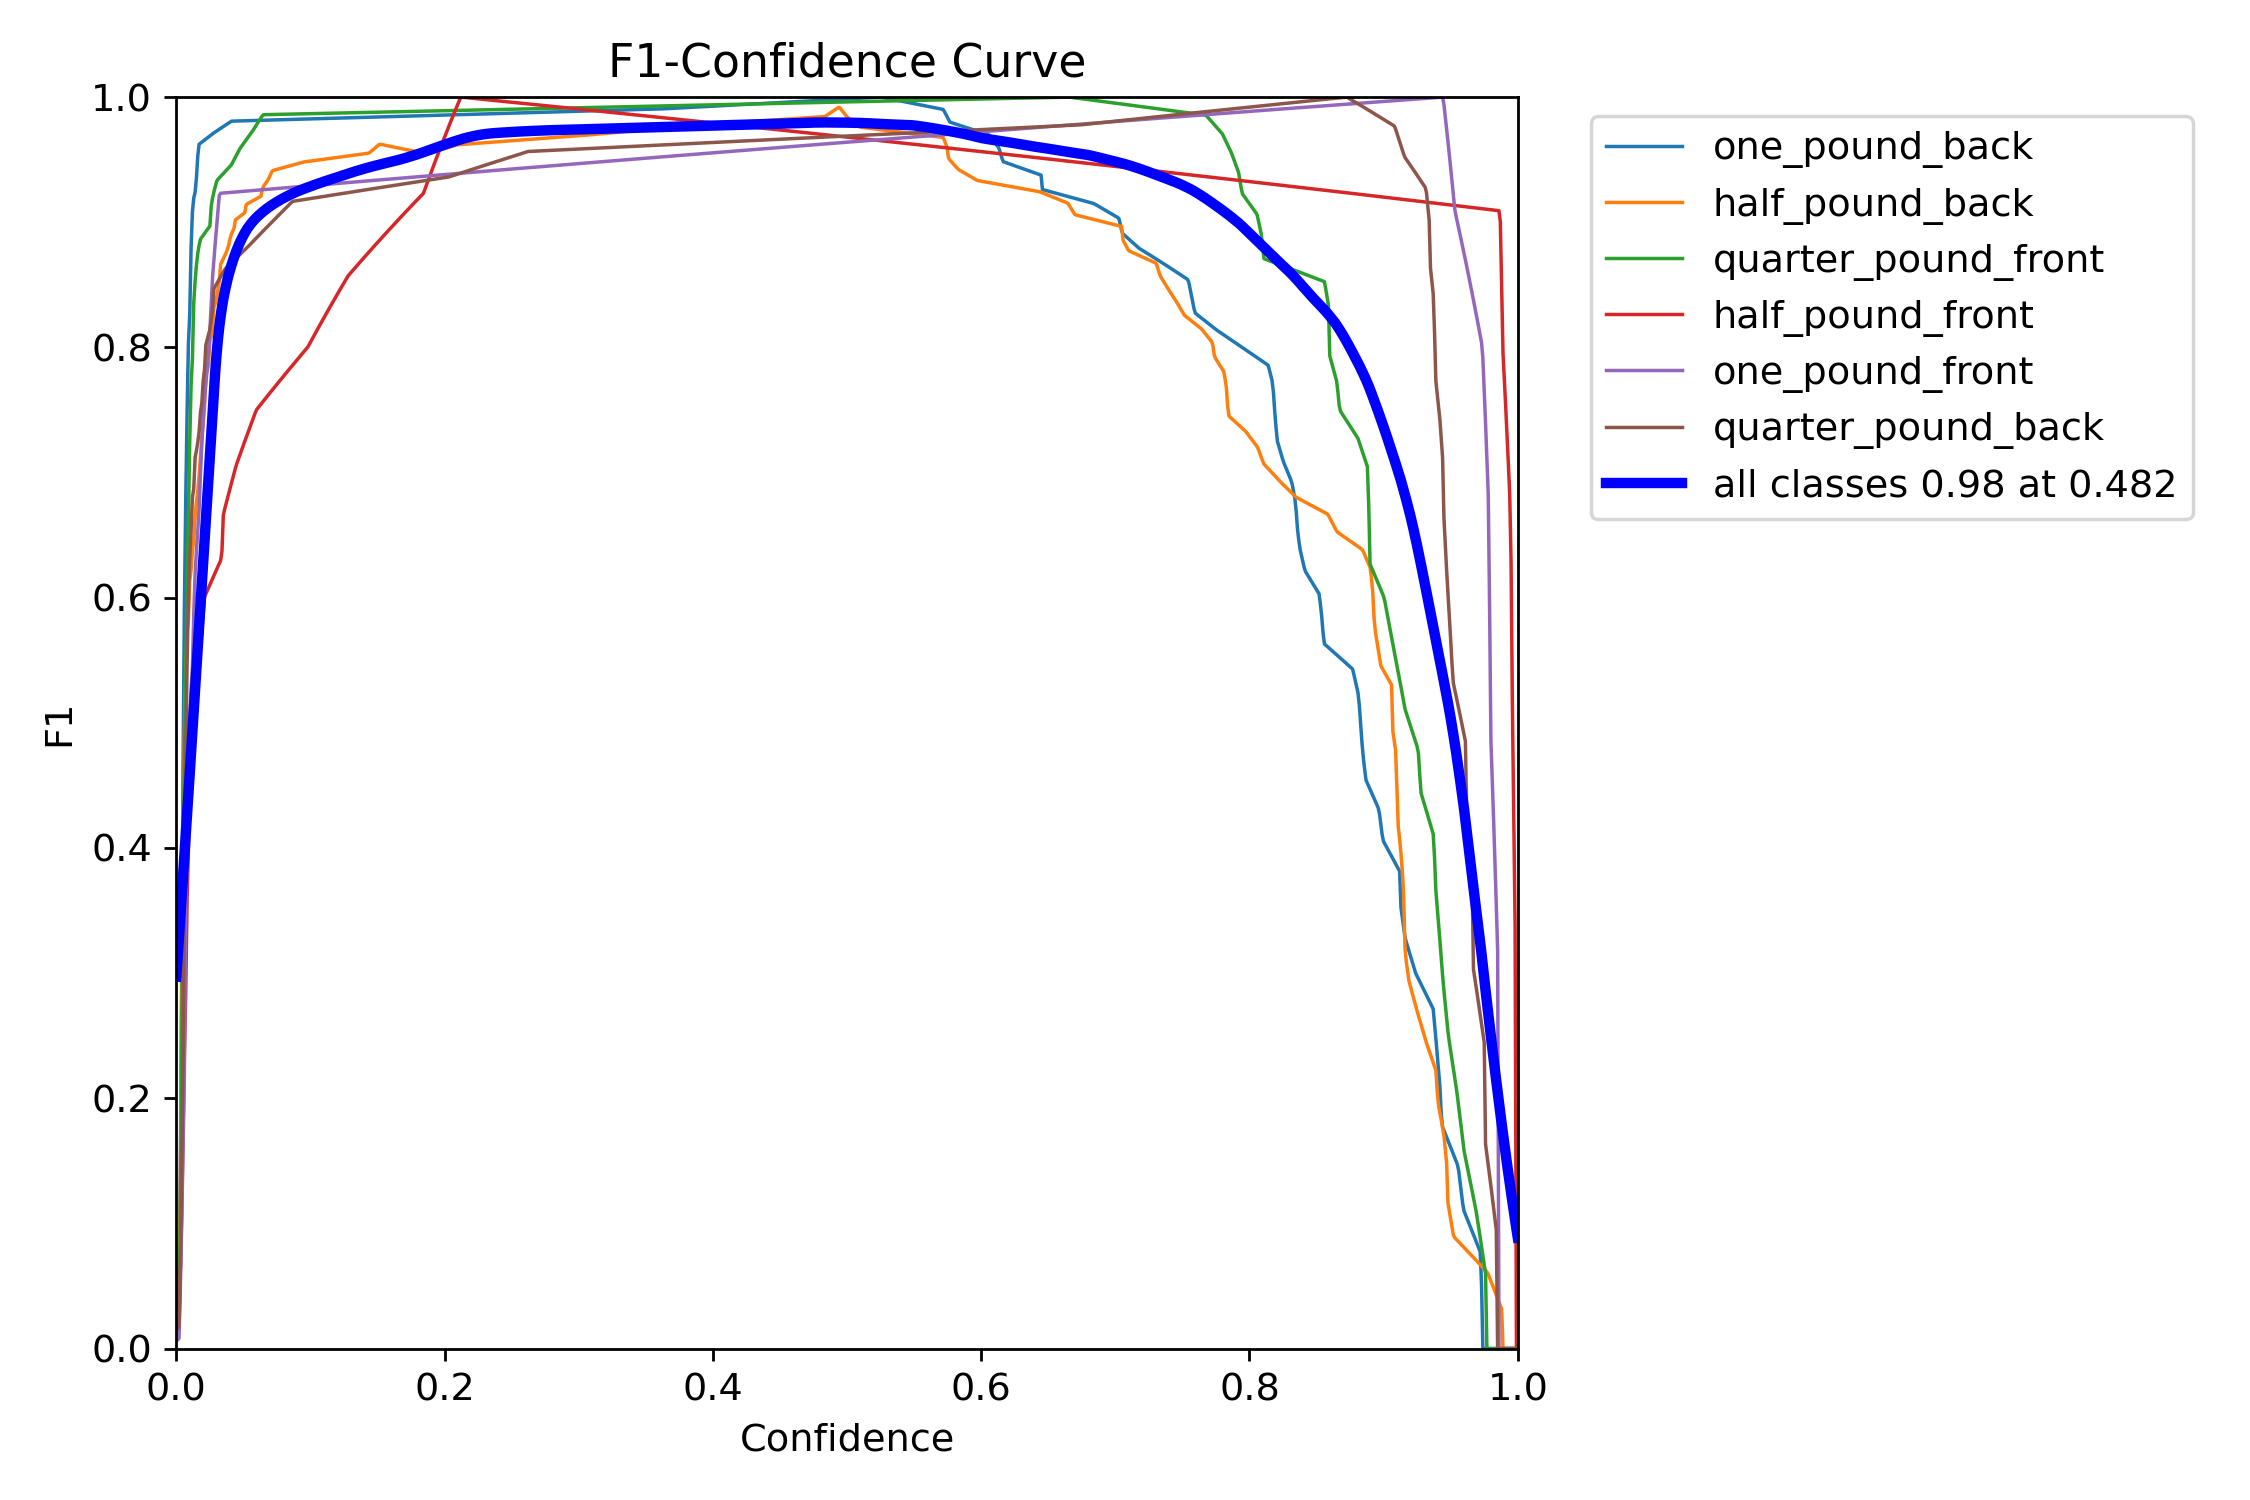 F1-Confidence Curve
1.0
0.8
0.6
0.4
0.2
0.0
F1
0.0 0.2 0.4 0.6 0.8 1.0
Confidence
one_pound_back
half_pound_back
quarter_pound_front
half_pound_front
one_pound_front
quarter_pound_back
all classes 0.98 at 0.482